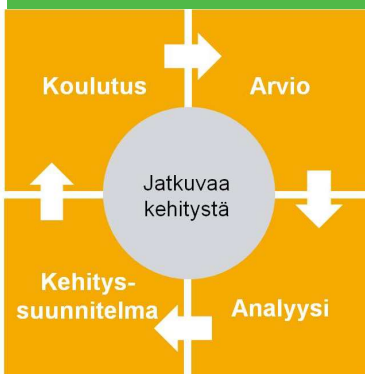 Koulutus
Arvio
Jatkuvaa
kehitystä
Kehitys-
suunnitelma
Analyysi